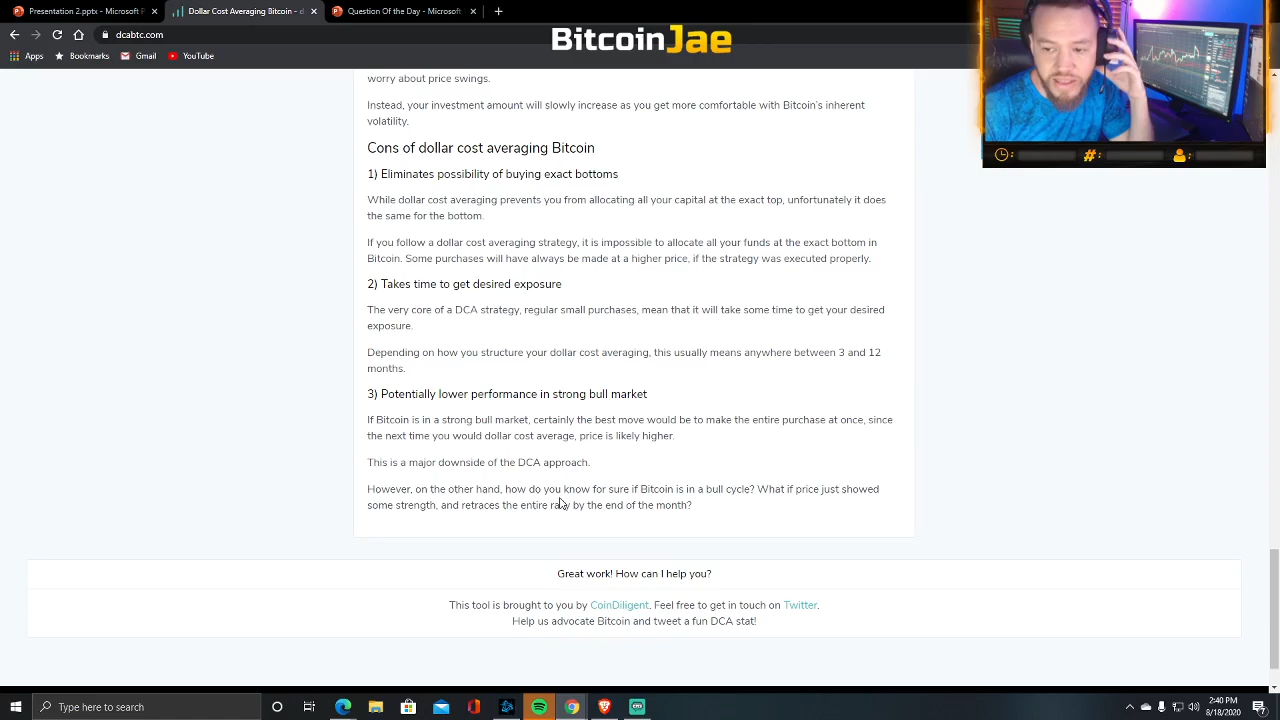 Presentation 2.pptx - Microsoft P
Dollar Cost Averaging Bitcoin -
Question Of the Day - Microsoft
BitcoinJae
Apps
Bookmarks
Gmail
YouTube
worry about price swings.
Instead, your investment amount will slowly increase as you get more comfortable with Bitcoin's inherent
volatility.
Cons of dollar cost averaging Bitcoin
1) Eliminates possibility of buying exact bottoms
While dollar cost averaging prevents you from allocating all your capital at the exact top, unfortunately it does
the same for the bottom.
If you follow a dollar cost averaging strategy, it is impossible to allocate all your funds at the exact bottom in
Bitcoin. Some purchases will have always be made at a higher price, if the strategy was executed properly.
2) Takes time to get desired exposure
The very core of a DCA strategy, regular small purchases, mean that it will take some time to get your desired
exposure.
Depending on how you structure your dollar cost averaging, this usually means anywhere between 3 and 12
months.
3) Potentially lower performance in strong bull market
If Bitcoin is in a strong bull market, certainly the best move would be to make the entire purchase at once, since
the next time you would dollar cost average, price is likely higher.
This is a major downside of the DCA approach.
However, on the other hand, how do you know for sure if Bitcoin is in a bull cycle? What if price just showed
some strength, and retraces the entire rally by the end of the month?
Great work! How can I help you?
This tool is brought to you by CoinDiligent. Feel free to get in touch on Twitter.
Help us advocate Bitcoin and tweet a fun DCA stat!
Type here to search
2:40 PM
8/18/2020